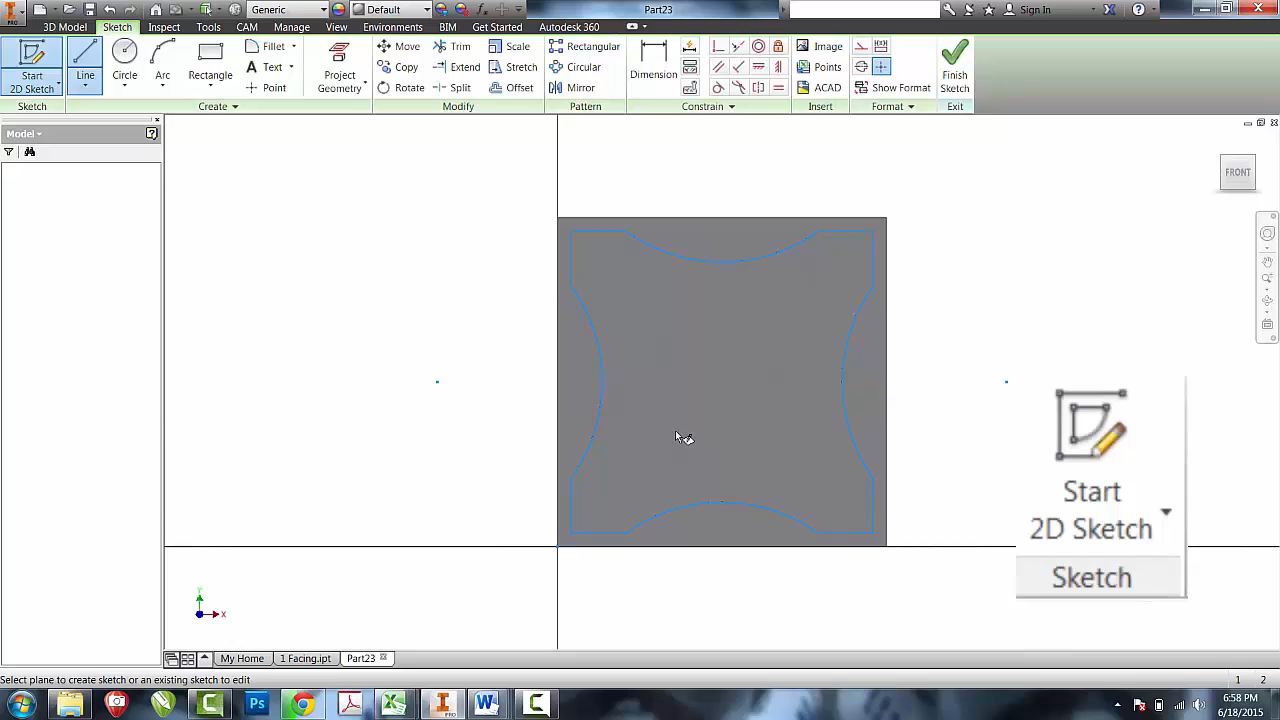 Generic
Default
Part23
Sign In
PRO
3D Model Sketch Inspect Tools CAM Manage View Environments BIM Get Started Autodesk 360
Start
2D Sketch
Line
Circle
Arc
Rectangle
Fillet
Text
Point
Project
Geometry
Move
Copy
Rotate
Trim
Extend
Split
Scale
Stretch
Offset
Rectangular
Circular
Mirror
Dimension
Image
Points
ACAD
Show Format
Finish
Sketch
Sketch Create Modify Pattern Constrain Insert Format Exit
Model
FRONT
Start
2D Sketch
Sketch
Y
X
My Home 1 Facing.ipt Part23
Select plane to create sketch or an existing sketch to edit 1 2
6:58 PM
6/18/2015